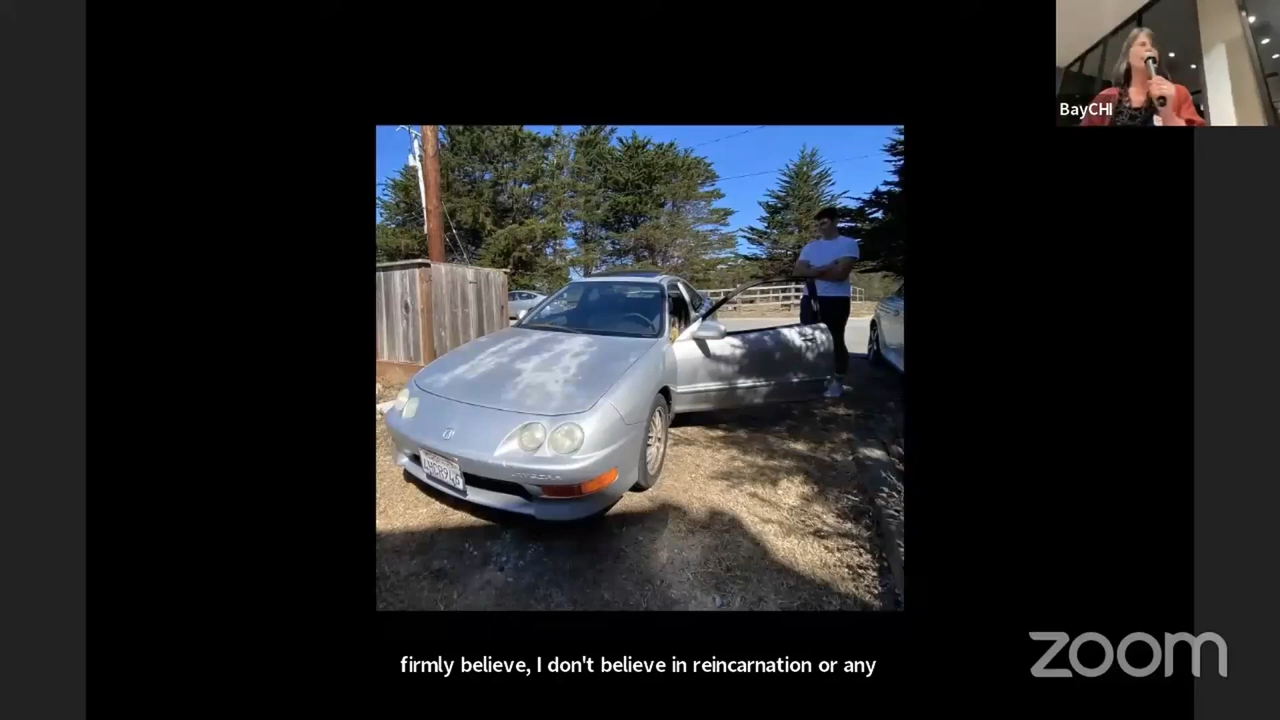 BayCHI
firmly believe, I don't believe in reincarnation or any
zoom